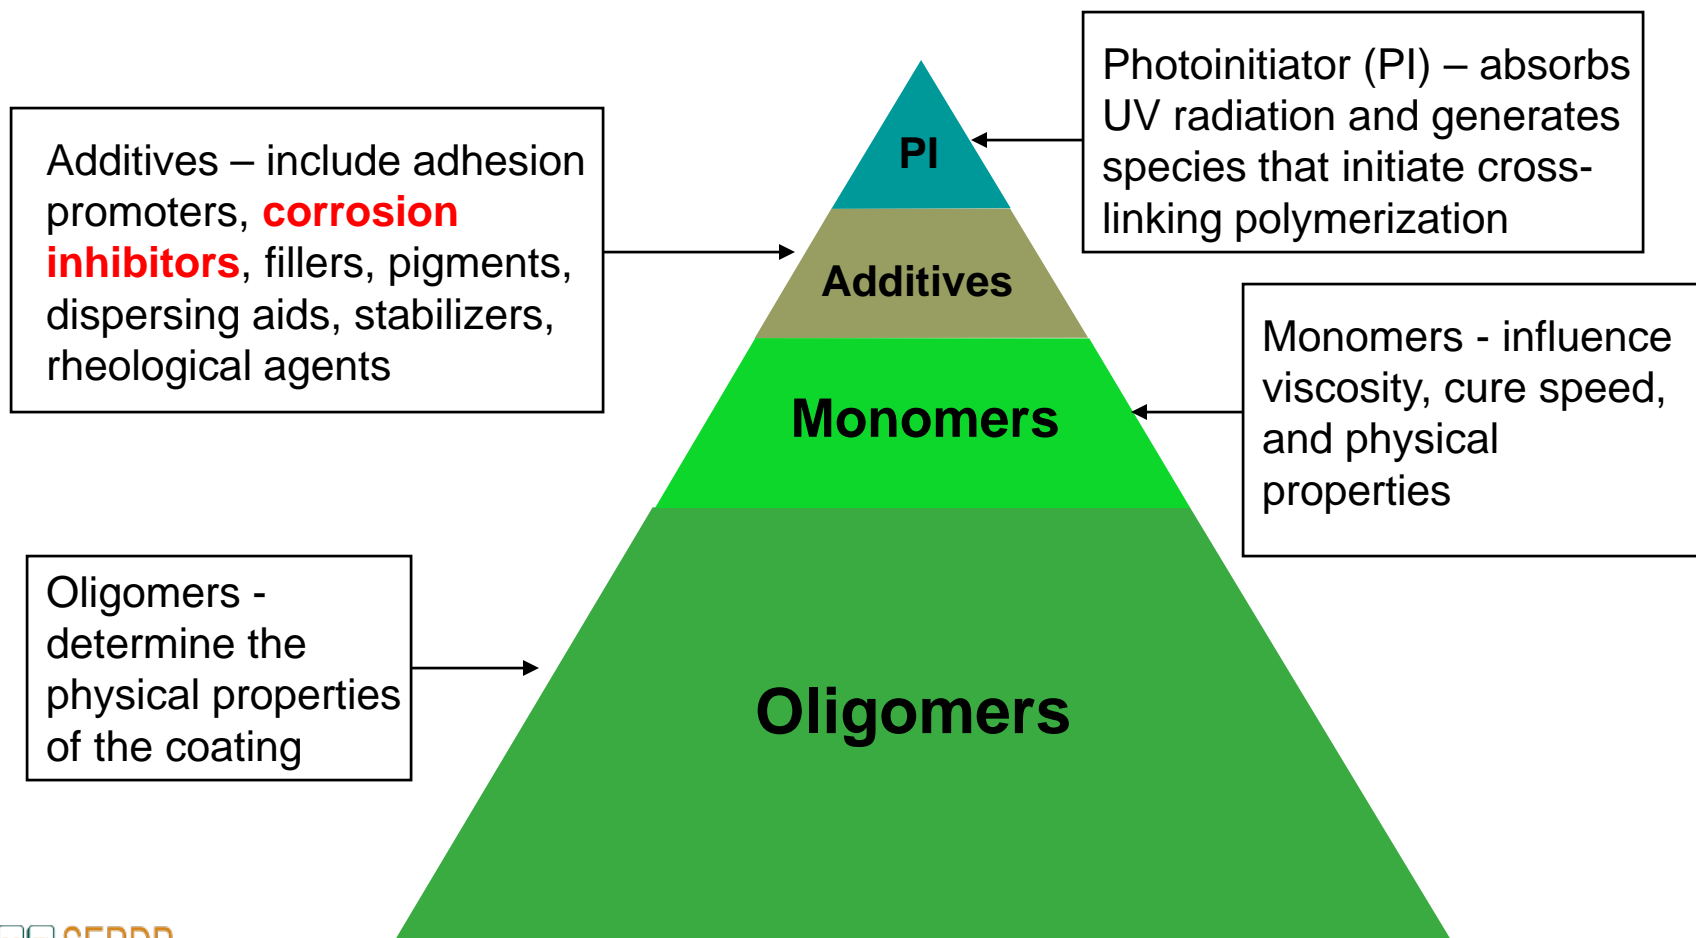 Photoinitiator (PI) – absorbs
UV radiation and generates
species that initiate cross-
linking polymerization
Additives – include adhesion
promoters, corrosion
inhibitors, fillers, pigments,
dispersing aids, stabilizers,
rheological agents
PI
Additives
Monomers - influence
viscosity, cure speed,
and physical
properties
Monomers
Oligomers -
determine the
physical properties
of the coating
Oligomers